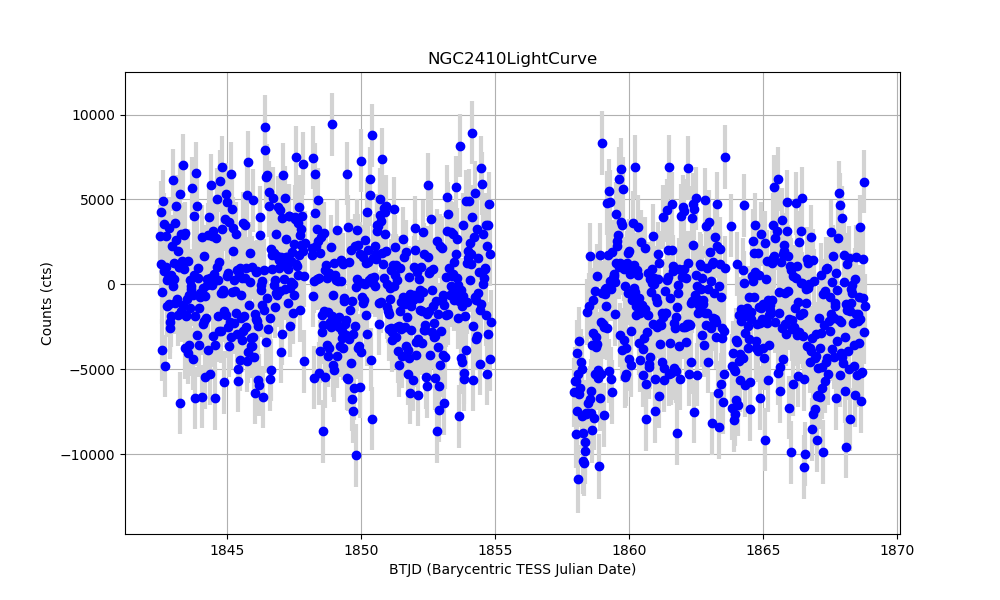 NGC2410LightCurve
10000
5000
0
−5000
−10000
Counts (cts)
1845 1850 1855 1860 1865 1870
BTJD (Barycentric TESS Julian Date)